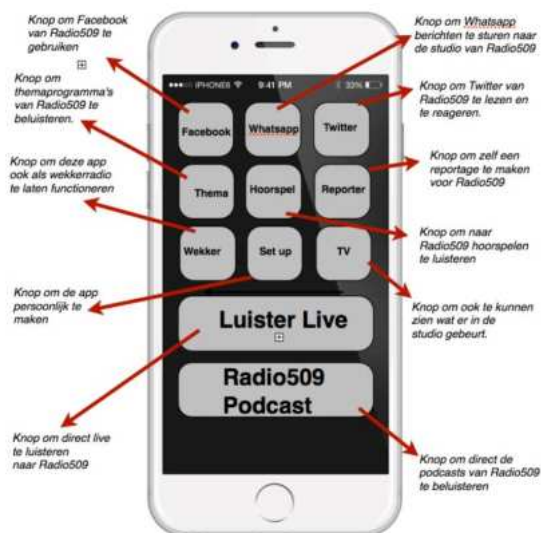 Knop om Facebook
van Radio509 te
gebruiken
Knop om
themaprogramma's
van Radio509 te
beluisteren.
Knop om deze app
ook als wekkerradio
te laten functioneren
Knop om de app
persoonlijk te
maken
Knop om direct live
te luisteren
naar Radio509
IPHONE6 9:41 PM 33%
Facebook Whatsapp Twitter
Thema Hoorspel Reporter
Wekker Set up TV
Luister Live
Radio509
Podcast
Knop om Whatsapp
berichten te sturen naar
de studio van Radio509
Knop om Twitter van
Radio509 te lezen en
te reageren.
Knop om zelf een
reportage te maken
voor Radio509
Knop om naar
Radio509 hoorspelen
te luisteren
Knop om ook te kunnen
zien wat er in de
studio gebeurt.
Knop om direct de
podcasts van Radio509
te beluisteren